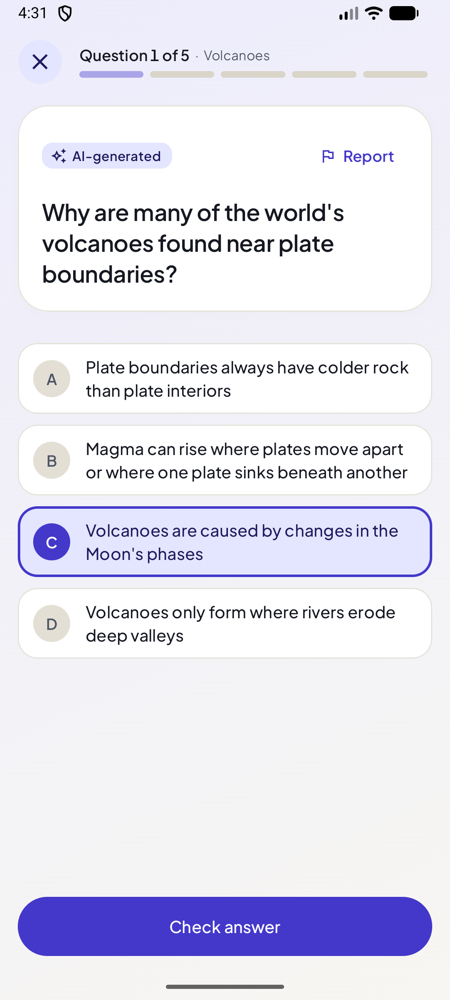 4:31
Question 1 of 5 · Volcanoes
AI-generated
Report
Why are many of the world's
volcanoes found near plate
boundaries?
A
Plate boundaries always have colder rock
than plate interiors
B
Magma can rise where plates move apart
or where one plate sinks beneath another
C
Volcanoes are caused by changes in the
Moon's phases
D
Volcanoes only form where rivers erode
deep valleys
Check answer